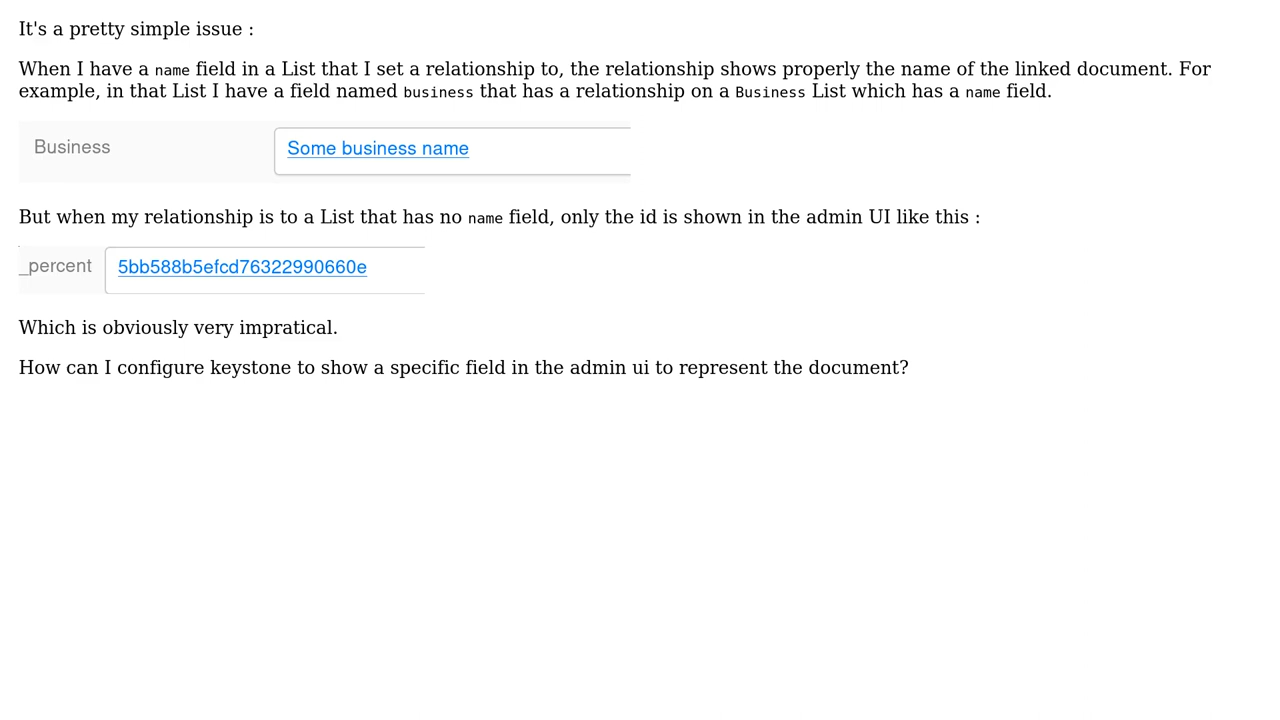 It's a pretty simple issue :
When I have a name field in a List that I set a relationship to, the relationship shows properly the name of the linked document. For
example, in that List I have a field named business that has a relationship on a Business List which has a name field.
Business Some business name
But when my relationship is to a List that has no name field, only the id is shown in the admin UI like this :
_percent 5bb588b5efcd76322990660e
Which is obviously very impratical.
How can I configure keystone to show a specific field in the admin ui to represent the document?